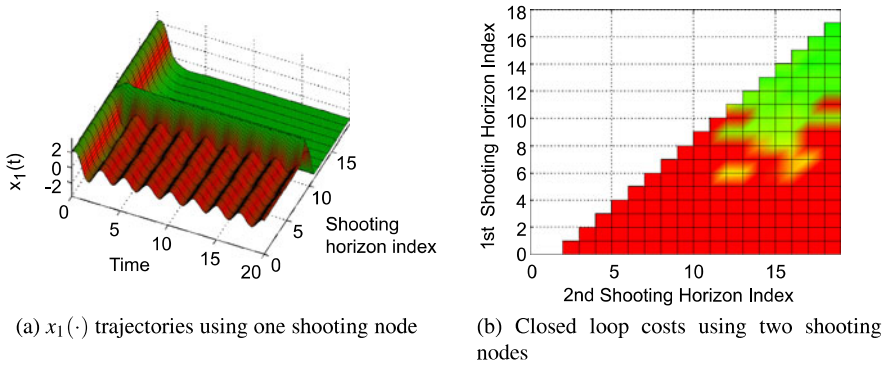 x₁(t)
2
0
-2
0
5
10
15
20
Time
0
5
10
15
Shooting
horizon index
18
16
14
12
10
8
6
4
2
0
1st Shooting Horizon Index
0
5
10
15
2nd Shooting Horizon Index
(a) x₁(·) trajectories using one shooting node
(b) Closed loop costs using two shooting
nodes